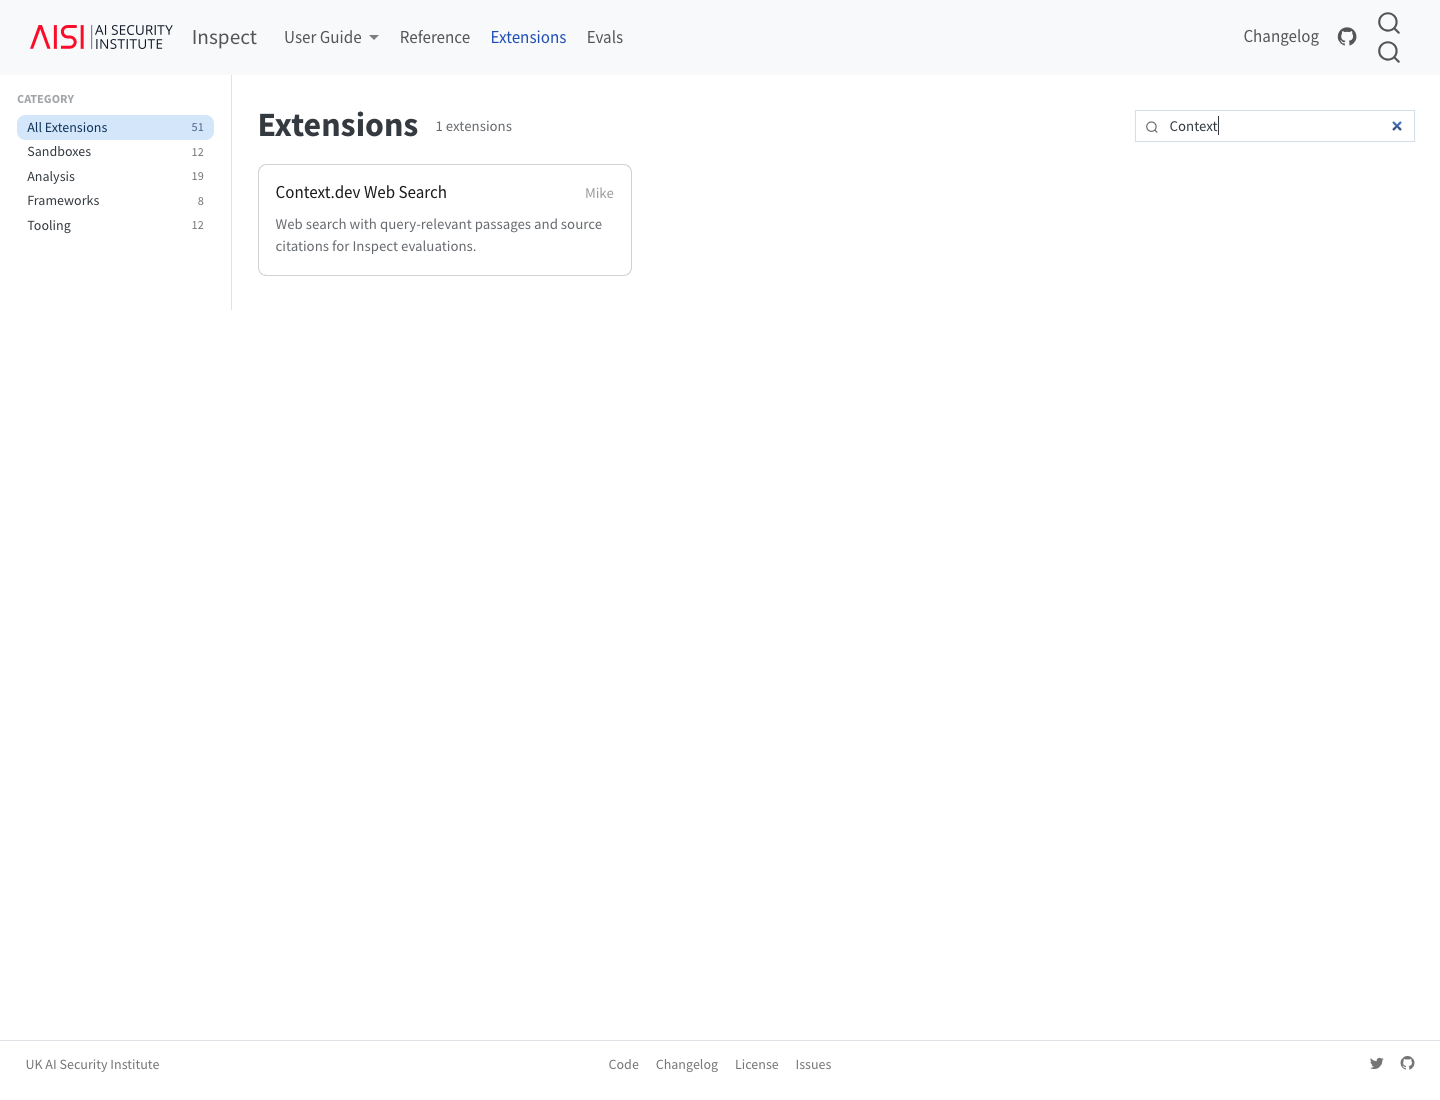 AISI AI SECURITY INSTITUTE
Inspect
User Guide
Reference
Extensions
Evals
Changelog
CATEGORY
All Extensions 51
Sandboxes 12
Analysis 19
Frameworks 8
Tooling 12
Extensions 1 extensions
Context
Context.dev Web Search Mike
Web search with query-relevant passages and source
citations for Inspect evaluations.
UK AI Security Institute
Code Changelog License Issues